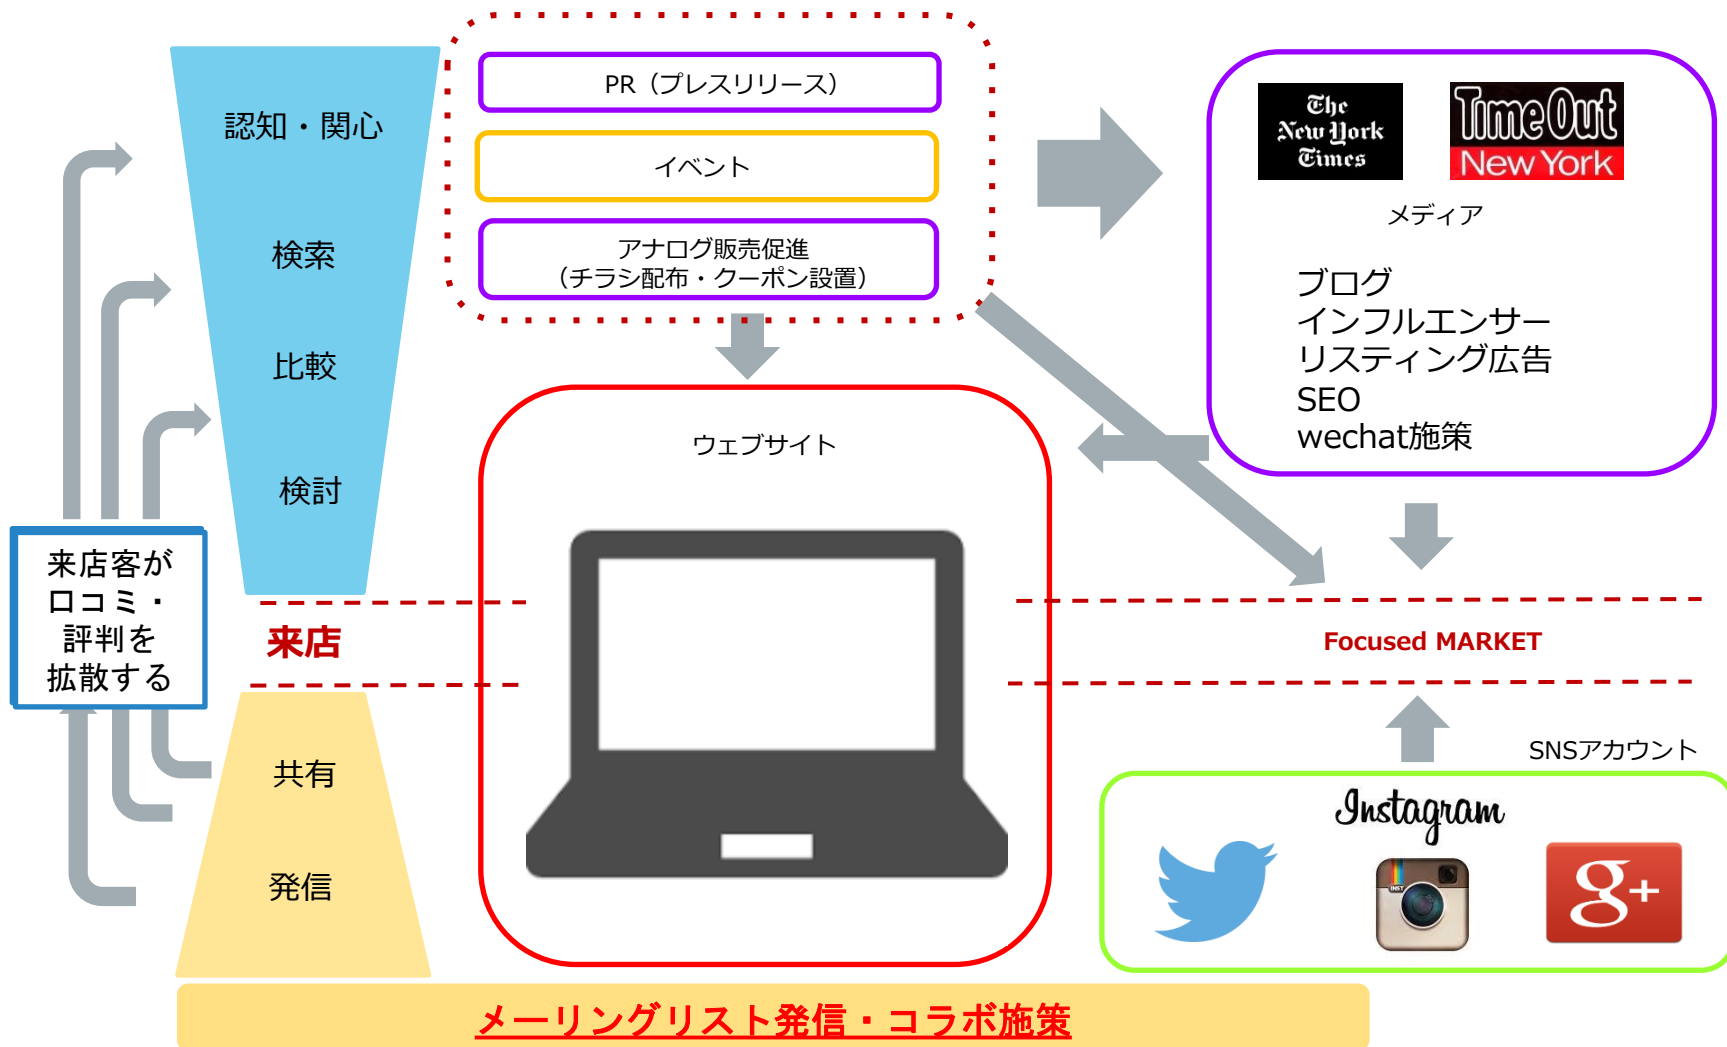 認知・関心
検索
比較
検討
来店客が
口コミ・
評判を
拡散する
来店
共有
発信
PR（プレスリリース）
イベント
アナログ販売促進
（チラシ配布・クーポン設置）
ウェブサイト
The
New York
Times
Time Out
New York
メディア
ブログ
インフルエンサー
リスティング広告
SEO
wechat施策
Focused MARKET
SNSアカウント
Instagram
INST
g+
メーリングリスト発信・コラボ施策